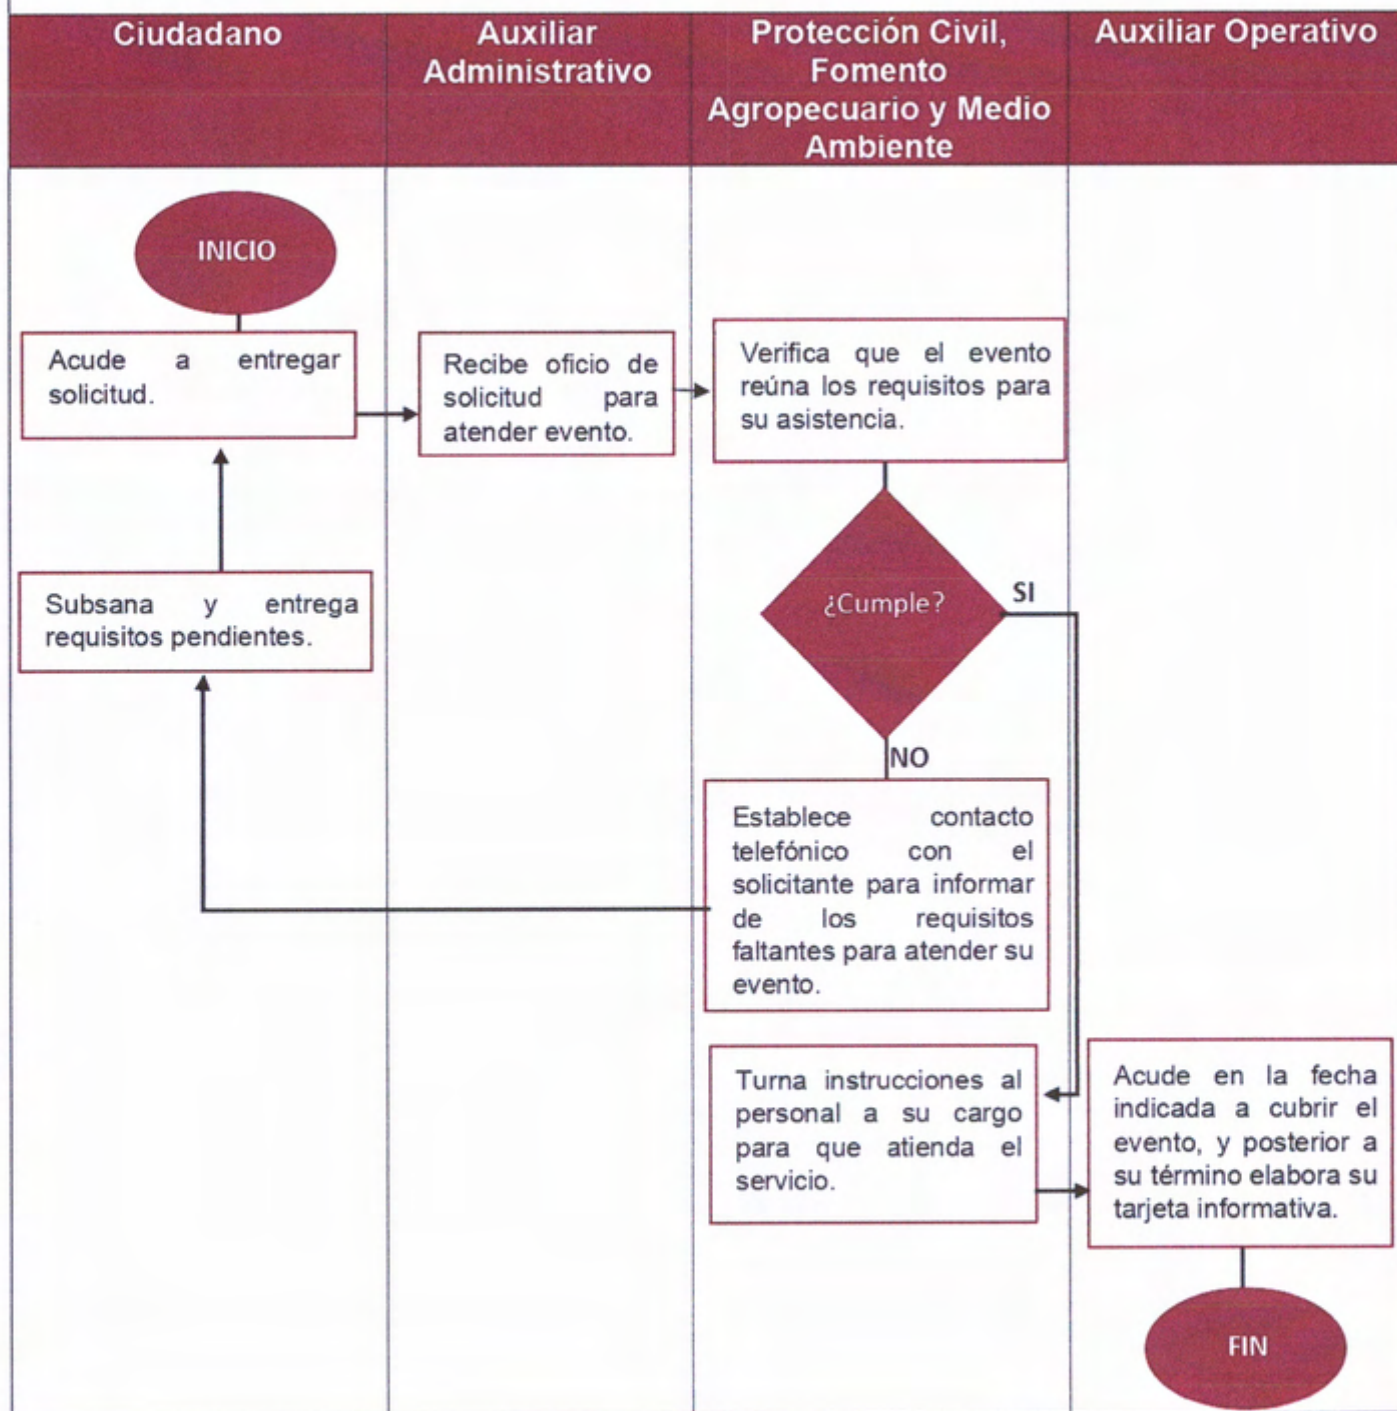 Ciudadano
Auxiliar
Administrativo
Protección Civil,
Fomento
Agropecuario y Medio
Ambiente
Auxiliar Operativo
INICIO
Acude a entregar
solicitud.
Recibe oficio de
solicitud para
atender evento.
Verifica que el evento
reúna los requisitos para
su asistencia.
Subsana y entrega
requisitos pendientes.
¿Cumple?
SI
NO
Establece contacto
telefónico con el
solicitante para informar
de los requisitos
faltantes para atender su
evento.
Turna instrucciones al
personal a su cargo
para que atienda el
servicio.
Acude en la fecha
indicada a cubrir el
evento, y posterior a
su término elabora su
tarjeta informativa.
FIN